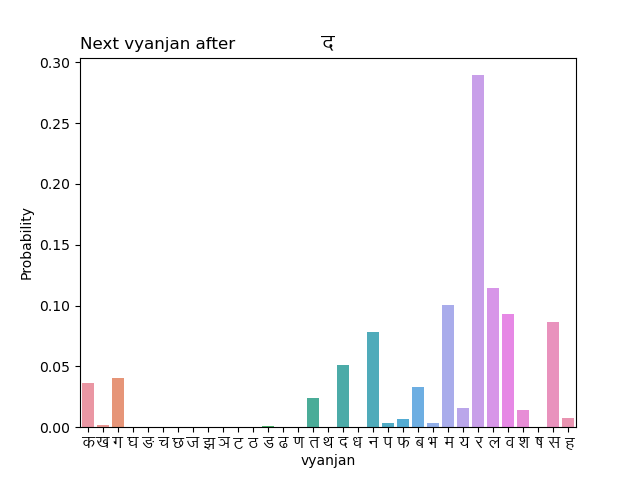 Next vyanjan after द
0.30
0.25
0.20
0.15
0.10
0.05
0.00
Probability
क ख ग घ ङ च छ ज झ ञ ट ठ ड ढ ण त थ द ध न प फ ब भ म य र ल व श ष स ह
vyanjan